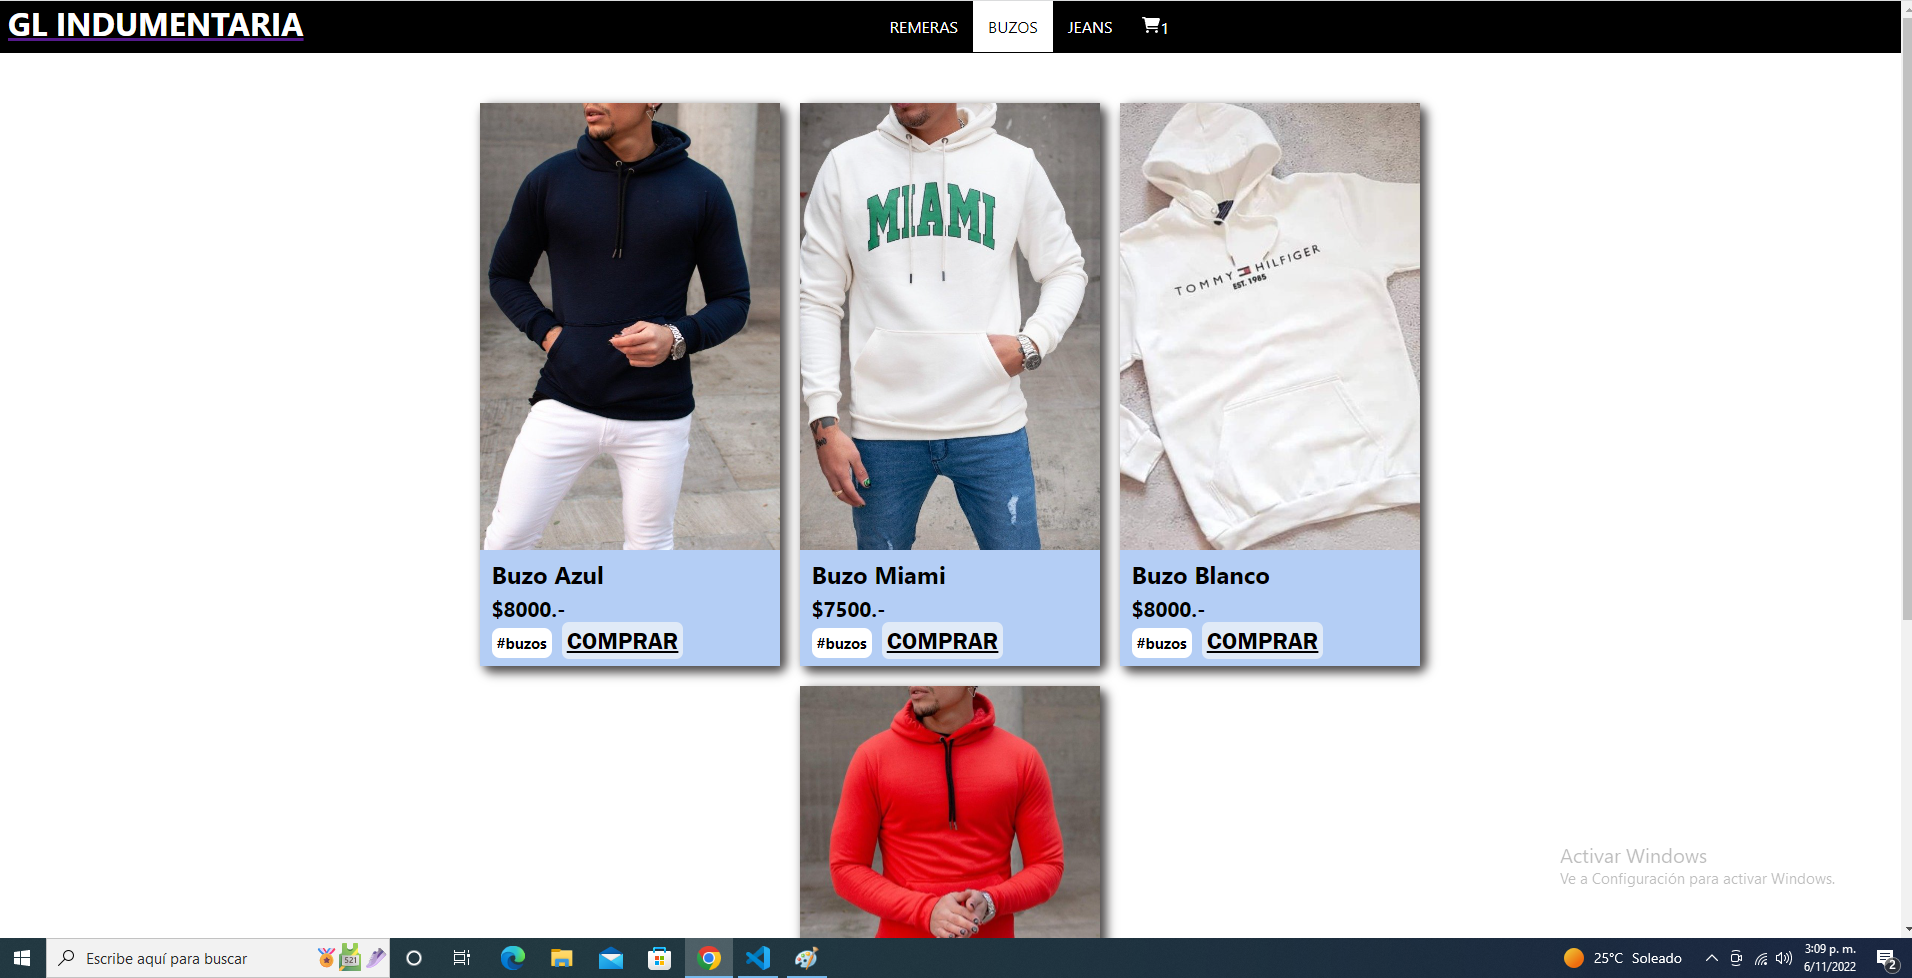 GL INDUMENTARIA
REMERAS BUZOS JEANS 1
MIAMI
TOMMY HILFIGER
EST. 1985
Buzo Azul
$8000.-
#buzos COMPRAR
Buzo Miami
$7500.-
#buzos COMPRAR
Buzo Blanco
$8000.-
#buzos COMPRAR
Activar Windows
Ve a Configuración para activar Windows.
Escribe aquí para buscar
521
25°C Soleado
3:09 p. m.
6/11/2022
2